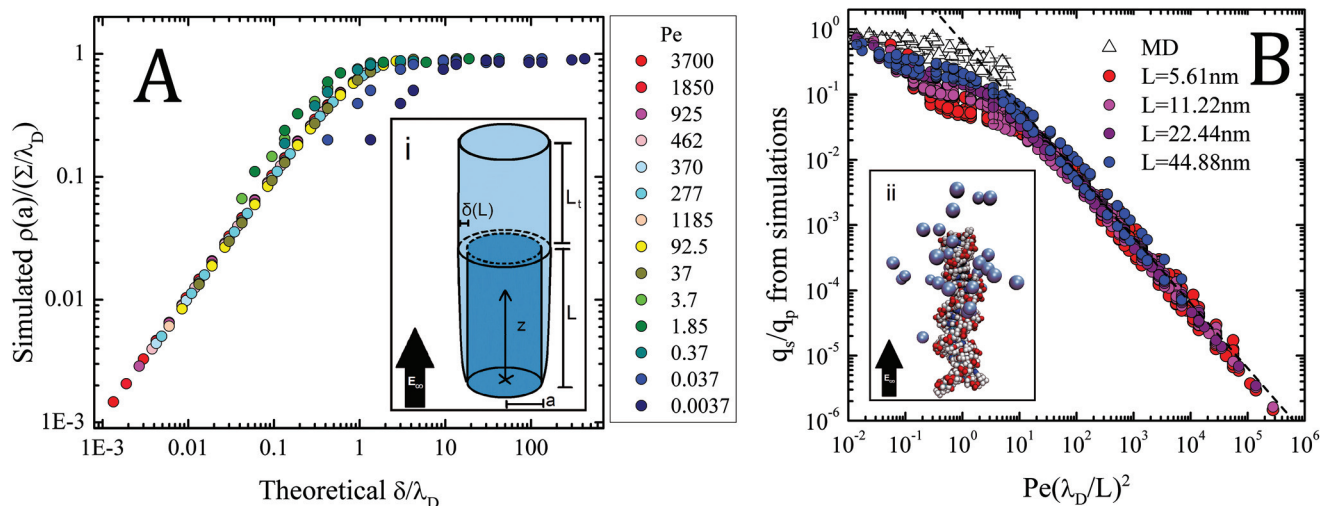 A
Simulated ρ(a)/(Σ/λ_D)
1
0.1
0.01
1E-3
1E-3 0.01 0.1 1 10 100
Theoretical δ/λ_D
i
δ(L)
L_t
L
z
a
E_∞
Pe
3700
1850
925
462
370
277
1185
92.5
37
3.7
1.85
0.37
0.037
0.0037
B
q_s/q_p from simulations
10^0
10^-1
10^-2
10^-3
10^-4
10^-5
10^-6
10^-2 10^-1 10^0 10^1 10^2 10^3 10^4 10^5 10^6
Pe(λ_D/L)^2
MD
L=5.61nm
L=11.22nm
L=22.44nm
L=44.88nm
ii
E_∞